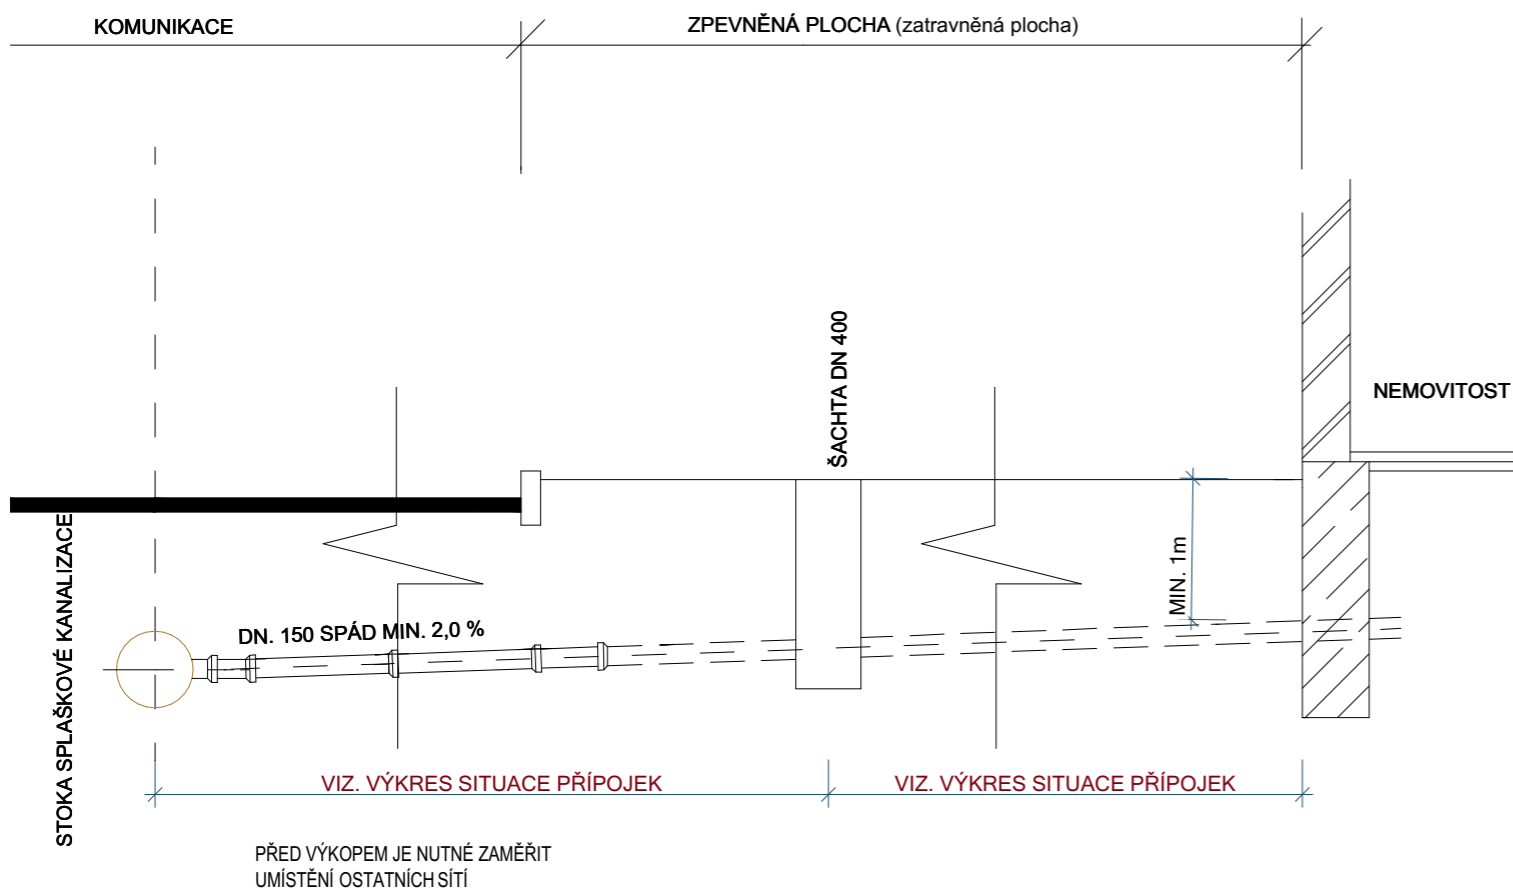 KOMUNIKACE
ZPEVNĚNÁ PLOCHA (zatravněná plocha)
ŠACHTA DN 400
NEMOVITOST
STOKA SPLAŠKOVÉ KANALIZACE
MIN. 1m
DN. 150 SPÁD MIN. 2,0 %
VIZ. VÝKRES SITUACE PŘÍPOJEK
VIZ. VÝKRES SITUACE PŘÍPOJEK
PŘED VÝKOPEM JE NUTNÉ ZAMĚŘIT
UMÍSTĚNÍ OSTATNÍCH SÍTÍ